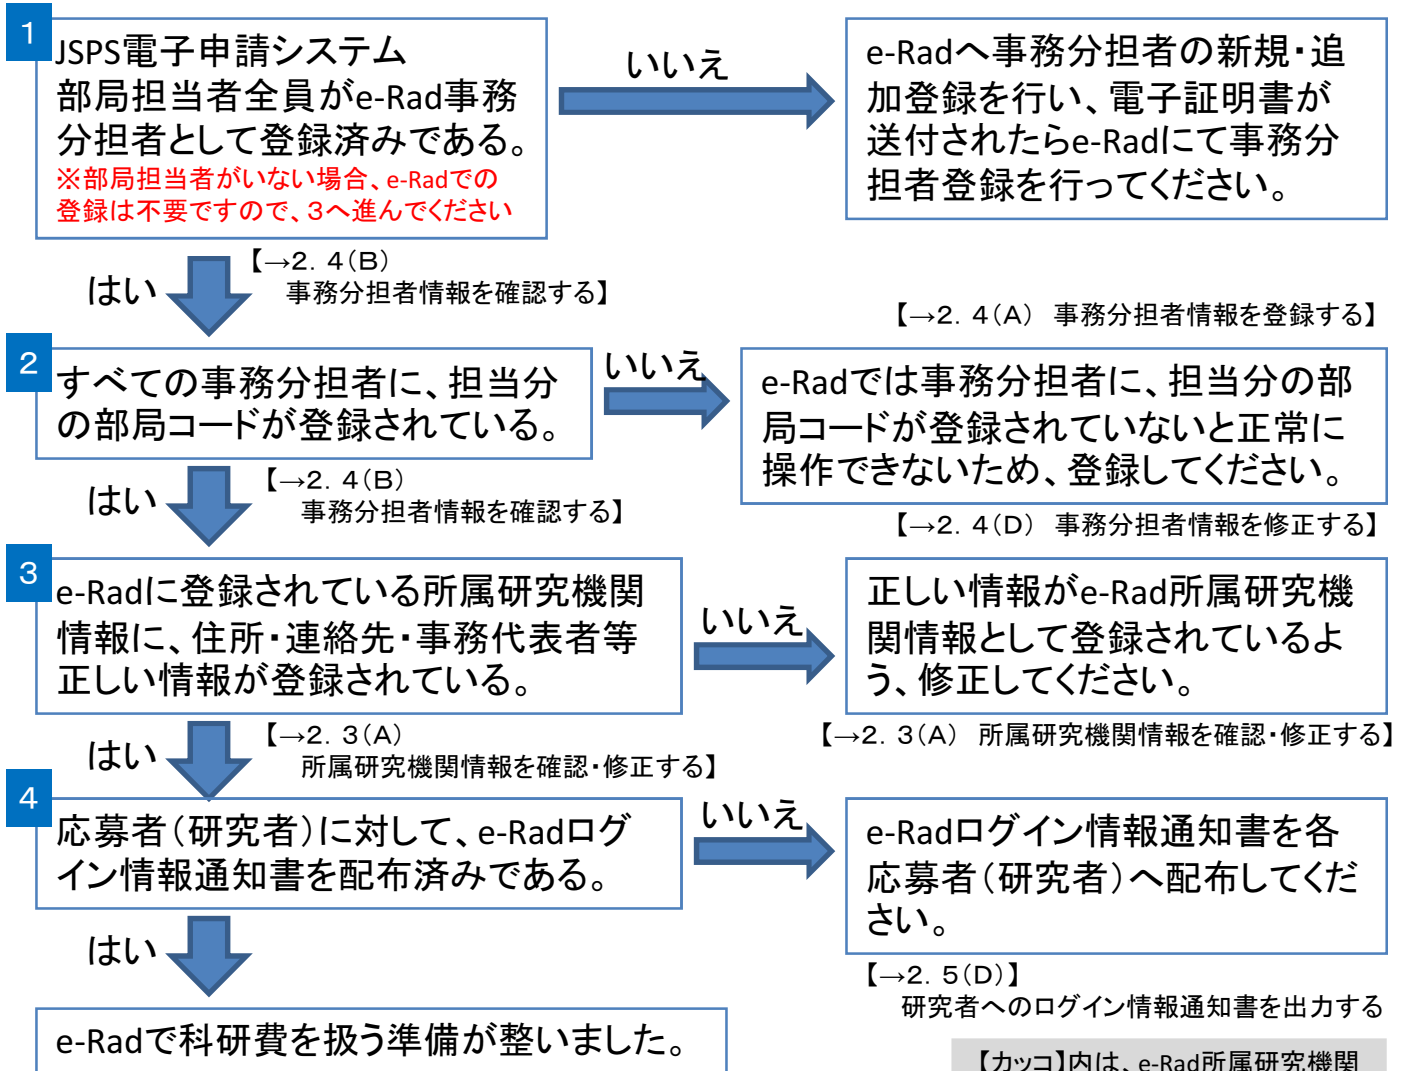 1
JSPS電子申請システム
部局担当者全員がe-Rad事務
分担者として登録済みである。
※部局担当者がいない場合、e-Radでの
登録は不要ですので、３へ進んでください
いいえ
e-Radへ事務分担者の新規・追
加登録を行い、電子証明書が
送付されたらe-Radにて事務分
担者登録を行ってください。
はい
【→２．４（Ｂ）
事務分担者情報を確認する】
【→２．４（Ａ）　事務分担者情報を登録する】
2
すべての事務分担者に、担当分
の部局コードが登録されている。
いいえ
e-Radでは事務分担者に、担当分の部
局コードが登録されていないと正常に
操作できないため、登録してください。
はい
【→２．４（Ｂ）
事務分担者情報を確認する】
【→２．４（Ｄ）　事務分担者情報を修正する】
3
e-Radに登録されている所属研究機関
情報に、住所・連絡先・事務代表者等
正しい情報が登録されている。
いいえ
正しい情報がe-Rad所属研究機
関情報として登録されているよ
う、修正してください。
はい
【→２．３（Ａ）
所属研究機関情報を確認・修正する】
【→２．３（Ａ）　所属研究機関情報を確認・修正する】
4
応募者（研究者）に対して、e-Radログ
イン情報通知書を配布済みである。
いいえ
e-Radログイン情報通知書を各
応募者（研究者）へ配布してくだ
さい。
はい
【→２．５（Ｄ）】
研究者へのログイン情報通知書を出力する
e-Radで科研費を扱う準備が整いました。
【カッコ】内は、e-Rad所属研究機関